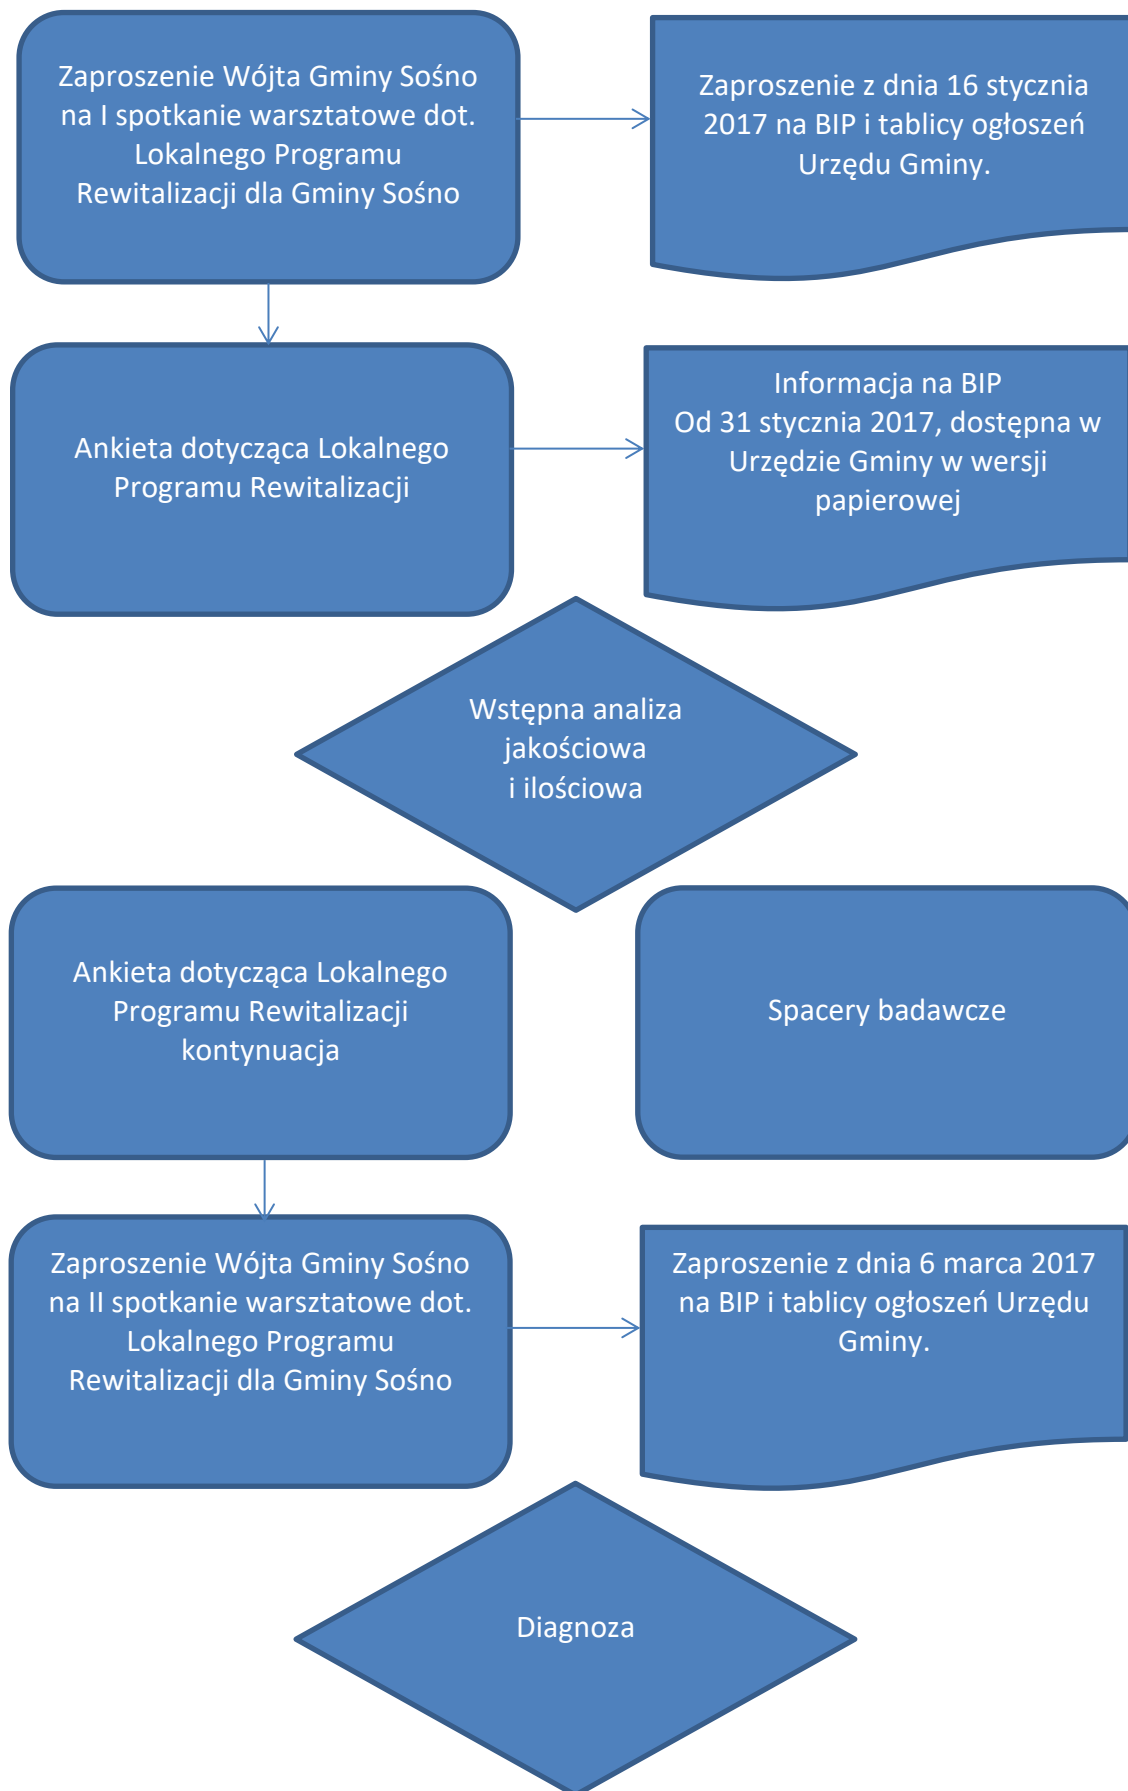 Zaproszenie Wójta Gminy Sośno
na I spotkanie warsztatowe dot.
Lokalnego Programu
Rewitalizacji dla Gminy Sośno
Zaproszenie z dnia 16 stycznia
2017 na BIP i tablicy ogłoszeń
Urzędu Gminy.
Ankieta dotycząca Lokalnego
Programu Rewitalizacji
Informacja na BIP
Od 31 stycznia 2017, dostępna w
Urzędzie Gminy w wersji
papierowej
Wstępna analiza
jakościowa
i ilościowa
Ankieta dotycząca Lokalnego
Programu Rewitalizacji
kontynuacja
Spacery badawcze
Zaproszenie Wójta Gminy Sośno
na II spotkanie warsztatowe dot.
Lokalnego Programu
Rewitalizacji dla Gminy Sośno
Zaproszenie z dnia 6 marca 2017
na BIP i tablicy ogłoszeń Urzędu
Gminy.
Diagnoza